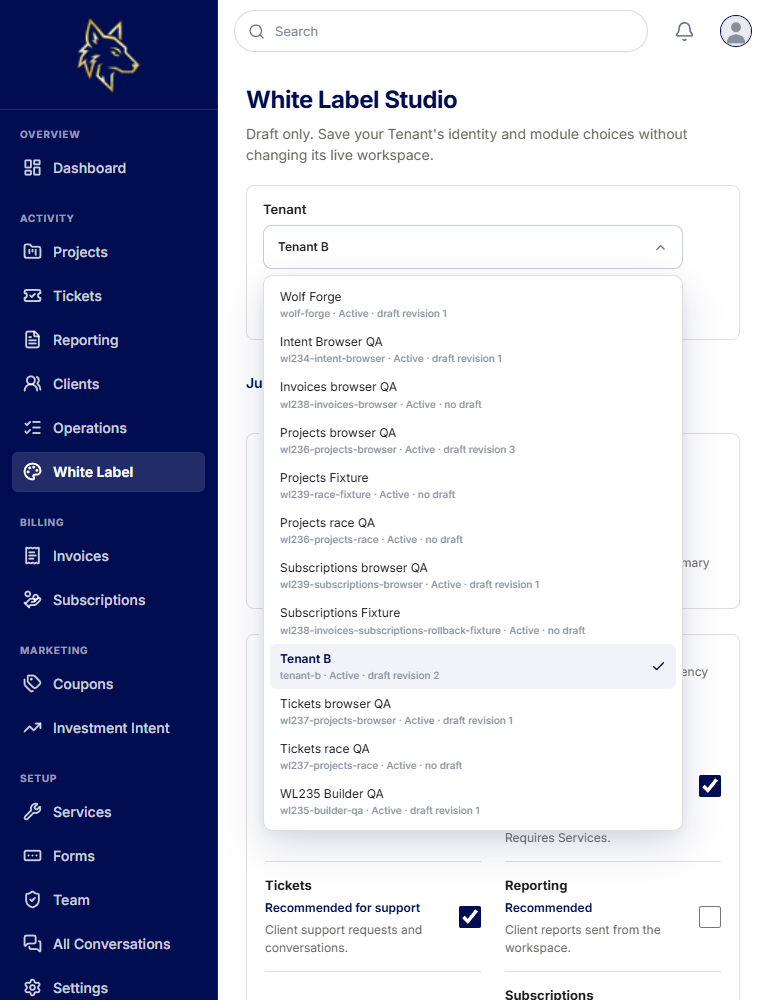 Search
OVERVIEW
Dashboard
ACTIVITY
Projects
Tickets
Reporting
Clients
Operations
White Label
BILLING
Invoices
Subscriptions
MARKETING
Coupons
Investment Intent
SETUP
Services
Forms
Team
All Conversations
Settings
White Label Studio
Draft only. Save your Tenant's identity and module choices without
changing its live workspace.
Tenant
Tenant B
Wolf Forge
wolf-forge · Active · draft revision 1
Intent Browser QA
wl234-intent-browser · Active · draft revision 1
Invoices browser QA
wl238-invoices-browser · Active · no draft
Projects browser QA
wl236-projects-browser · Active · draft revision 3
Projects Fixture
wl239-race-fixture · Active · no draft
Projects race QA
wl236-projects-race · Active · no draft
Subscriptions browser QA
wl239-subscriptions-browser · Active · draft revision 1
Subscriptions Fixture
wl238-invoices-subscriptions-rollback-fixture · Active · no draft
Tenant B
tenant-b · Active · draft revision 2
Tickets browser QA
wl237-projects-browser · Active · draft revision 1
Tickets race QA
wl237-projects-race · Active · no draft
WL235 Builder QA
wl235-builder-qa · Active · draft revision 1
Requires Services.
Tickets
Recommended for support
Client support requests and
conversations.
Reporting
Recommended
Client reports sent from the
workspace.
Subscriptions